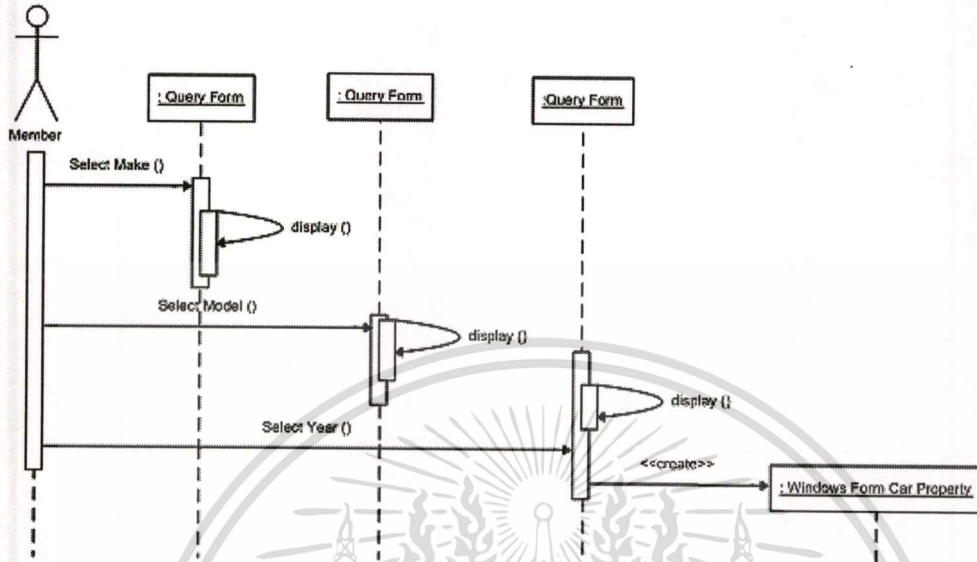 : Query Form
: Query Form
:Query Form
Member
Select Make ()
display ()
Select Model ()
display ()
display ()
Select Year ()
<<create>>
: Windows Form Car Property